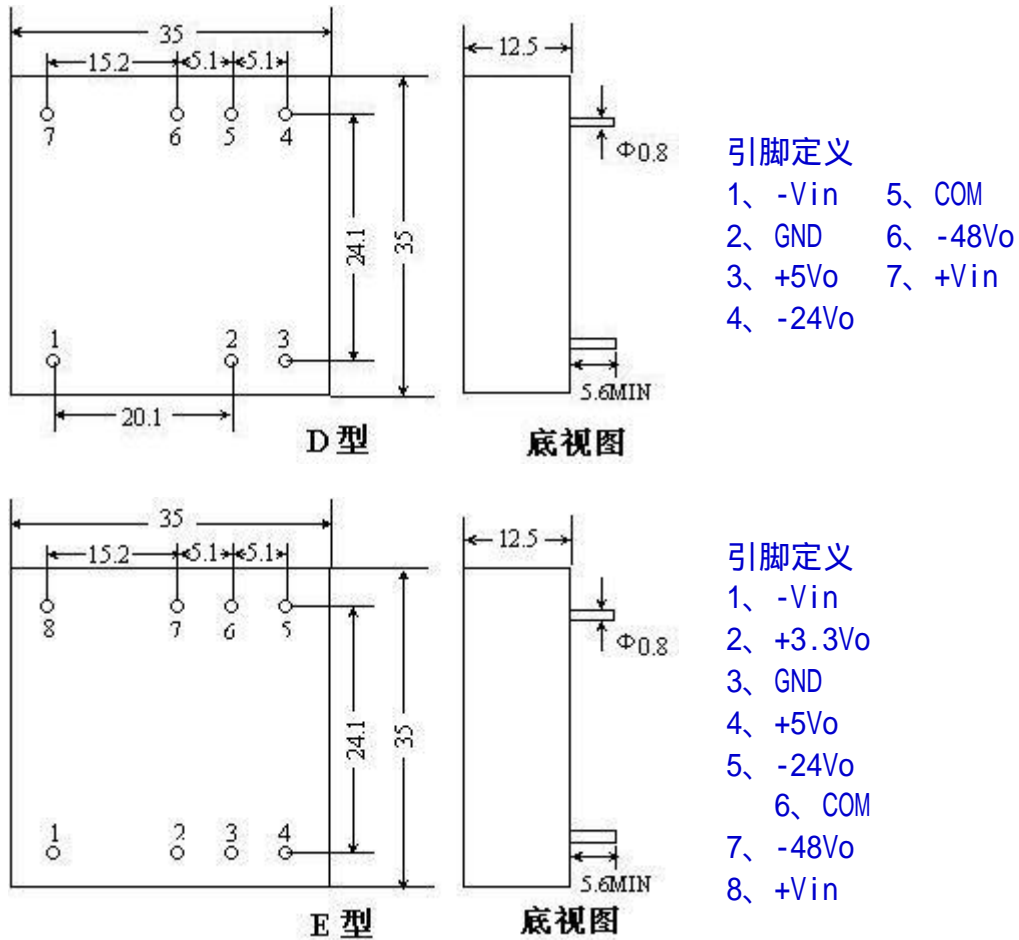 35
15.2 5.1 5.1
12.5
7 6 5 4
Φ0.8
24.1
35
1 2 3
5.6MIN
20.1
D 型
底视图
引脚定义
1、-Vin 5、COM
2、GND 6、-48Vo
3、+5Vo 7、+Vin
4、-24Vo
35
15.2 5.1 5.1
12.5
8 7 6 5
Φ0.8
24.1
35
1 2 3 4
5.6MIN
E 型
底视图
引脚定义
1、-Vin
2、+3.3Vo
3、GND
4、+5Vo
5、-24Vo
6、COM
7、-48Vo
8、+Vin